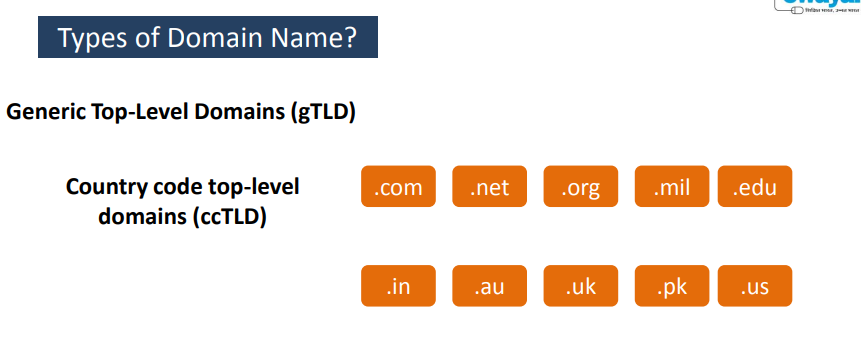 Types of Domain Name?
Generic Top-Level Domains (gTLD)
Country code top-level
domains (ccTLD)
.com .net .org .mil .edu
.in .au .uk .pk .us